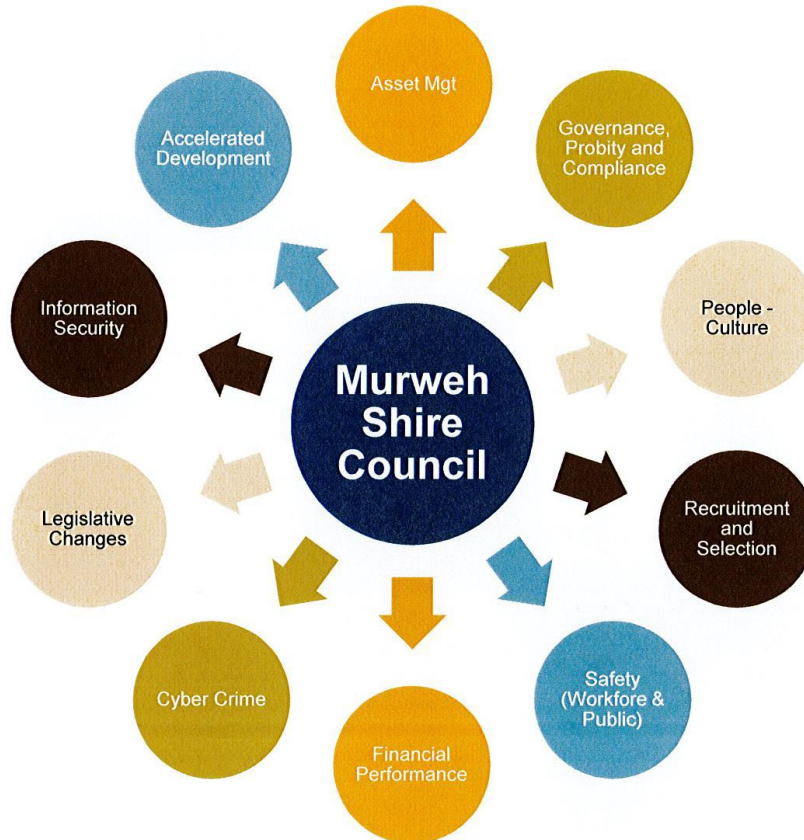 Asset Mgt
Governance,
Probity and
Compliance
People -
Culture
Recruitment
and
Selection
Safety
(Workfore &
Public)
Financial
Performance
Cyber Crime
Legislative
Changes
Information
Security
Accelerated
Development
Murweh
Shire
Council